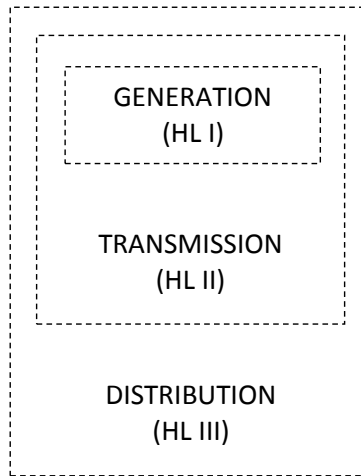 GENERATION
(HL I)
TRANSMISSION
(HL II)
DISTRIBUTION
(HL III)